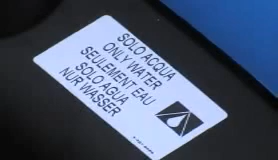 SOLO ACQUA
ONLY WATER
SEULEMENT EAU
SOLO AGUA
NUR WASSER